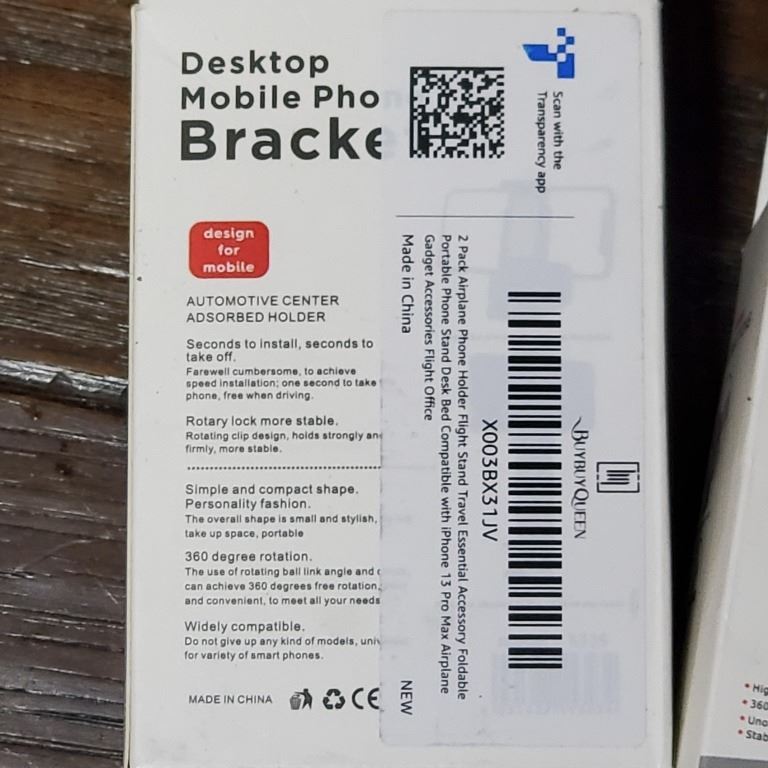 Desktop
Mobile Pho
Bracke
design
for
mobile
AUTOMOTIVE CENTER
ADSORBED HOLDER
Seconds to install, seconds to
take off.
Farewell cumbersome, to achieve
speed installation; one second to take
phone, free when driving.
Rotary lock more stable.
Rotating clip design, holds strongly an
firmly, more stable.
Simple and compact shape.
Personality fashion.
The overall shape is small and stylish,
take up space, portable
360 degree rotation.
The use of rotating ball link angle and
can achieve 360 degrees free rotation,
and convenient, to meet all your needs
Widely compatible.
Do not give up any kind of models, uni
for variety of smart phones.
MADE IN CHINA CE
Scan with the
Transparency app
BUYBUYQUEEN
X003BX31JV
2 Pack Airplane Phone Holder Flight Stand Travel Essential Accessory Foldable
Portable Phone Stand Desk Bed Compatible with iPhone 13 Pro Max Airplane
Gadget Accessories Flight Office
Made in China
NEW
• Hig
• 360
• Uno
• Stab